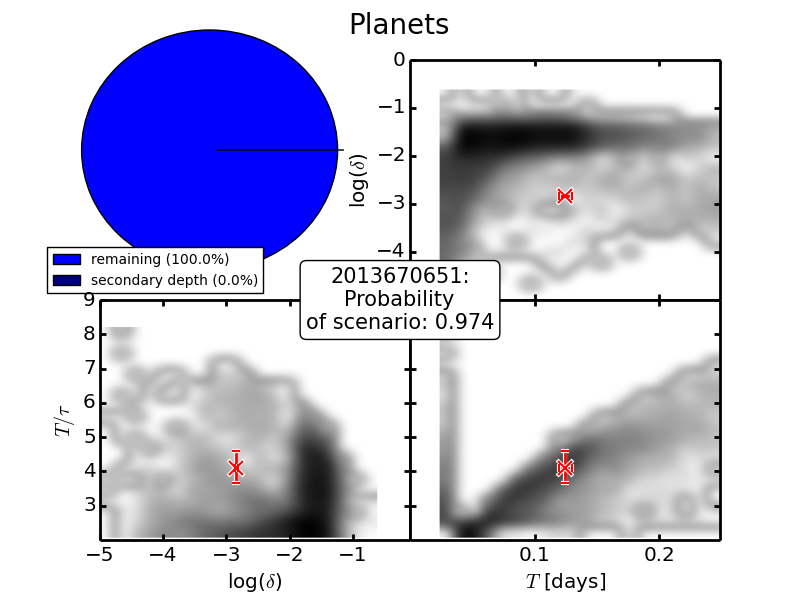 Planets
remaining (100.0%)
secondary depth (0.0%)
log(δ)
0
−1
−2
−3
−4
2013670651:
Probability
of scenario: 0.974
T/τ
9
8
7
6
5
4
3
−5 −4 −3 −2 −1
log(δ)
0.1 0.2
T [days]